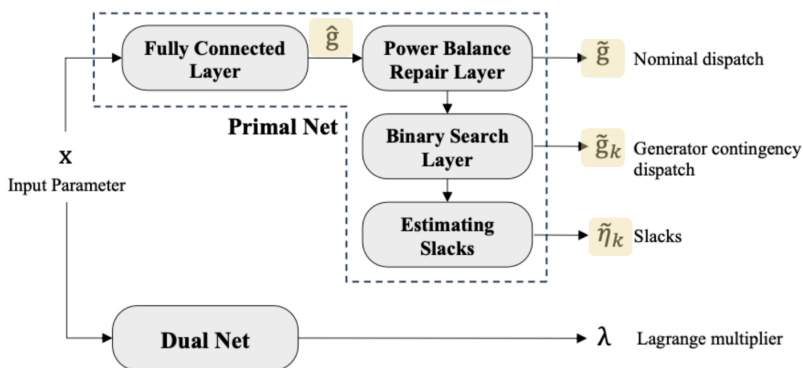 Fully Connected
Layer
ĝ
Power Balance
Repair Layer
g̃
Nominal dispatch
Primal Net
Binary Search
Layer
g̃ₖ
Generator contingency
dispatch
x
Input Parameter
Estimating
Slacks
η̃ₖ
Slacks
Dual Net
λ
Lagrange multiplier